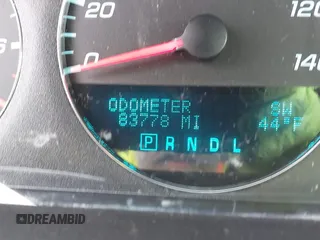 20
120
0
140
ODOMETER SW
83778 MI 44°F
P R N D L
DREAMBID